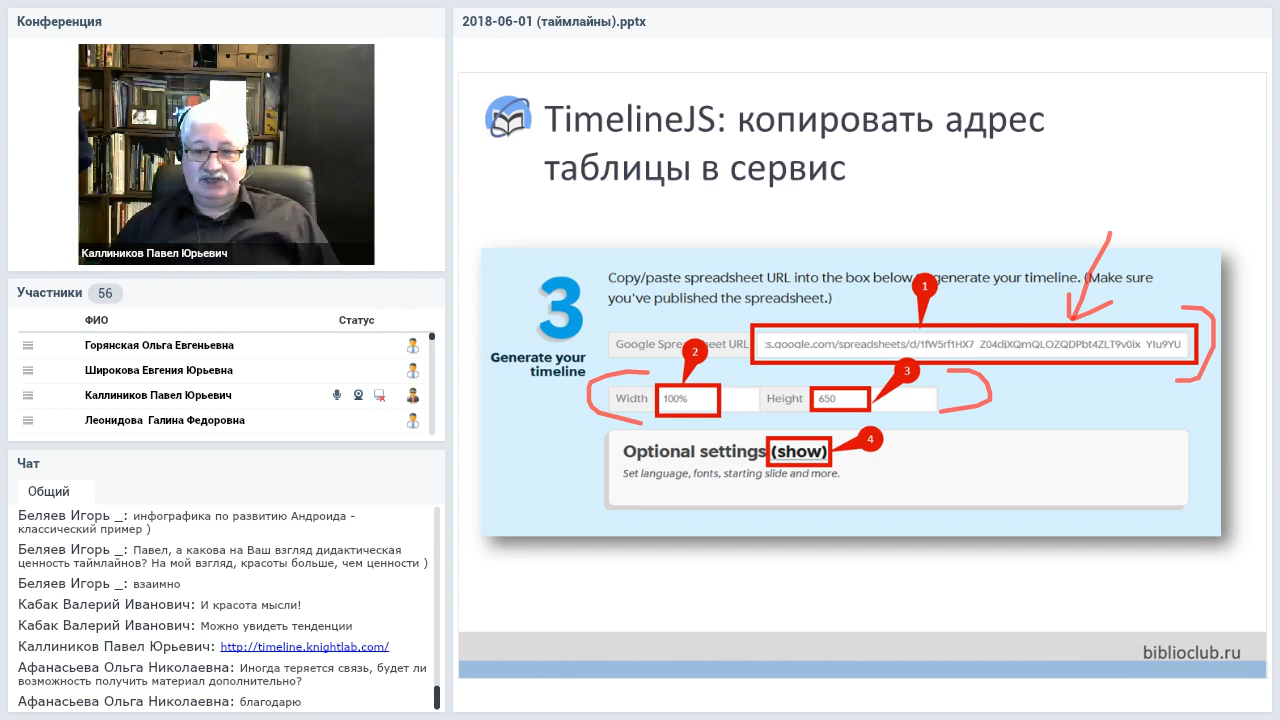 Конференция
Каллиников Павел Юрьевич
Участники 56
ФИО Статус
Горянская Ольга Евгеньевна
Широкова Евгения Юрьевна
Каллиников Павел Юрьевич
Леонидова Галина Федоровна
Чат
Общий
Беляев Игорь _: инфографика по развитию Андроида -
классический пример )
Беляев Игорь _: Павел, а какова на Ваш взгляд дидактическая
ценность таймлайнов? На мой взгляд, красоты больше, чем ценности )
Беляев Игорь _: взаимно
Кабак Валерий Иванович: И красота мысли!
Кабак Валерий Иванович: Можно увидеть тенденции
Каллиников Павел Юрьевич: http://timeline.knightlab.com/
Афанасьева Ольга Николаевна: Иногда теряется связь, будет ли
возможность получить материал дополнительно?
Афанасьева Ольга Николаевна: благодарю
2018-06-01 (таймлайны).pptx
TimelineJS: копировать адрес
таблицы в сервис
3
Generate your
timeline
Copy/paste spreadsheet URL into the box below generate your timeline. (Make sure
you've published the spreadsheet.)
1
Google Spre
URL
2
3
Width 100% Height 650
4
Optional settings (show)
Set language, fonts, starting slide and more.
biblioclub.ru